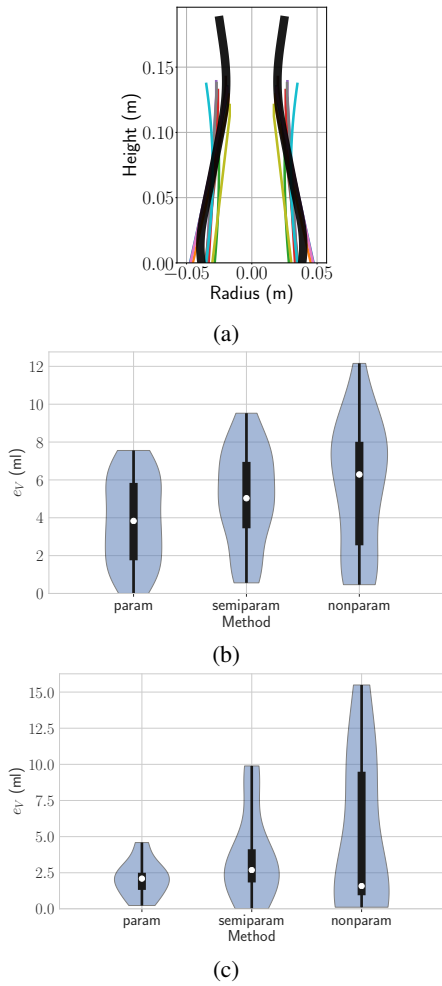 0.15
0.10
0.05
0.00
Height (m)
−0.05 0.00 0.05
Radius (m)
(a)
12
10
8
6
4
2
0
e_V (ml)
param semiparam nonparam
Method
(b)
15.0
12.5
10.0
7.5
5.0
2.5
0.0
e_V (ml)
param semiparam nonparam
Method
(c)